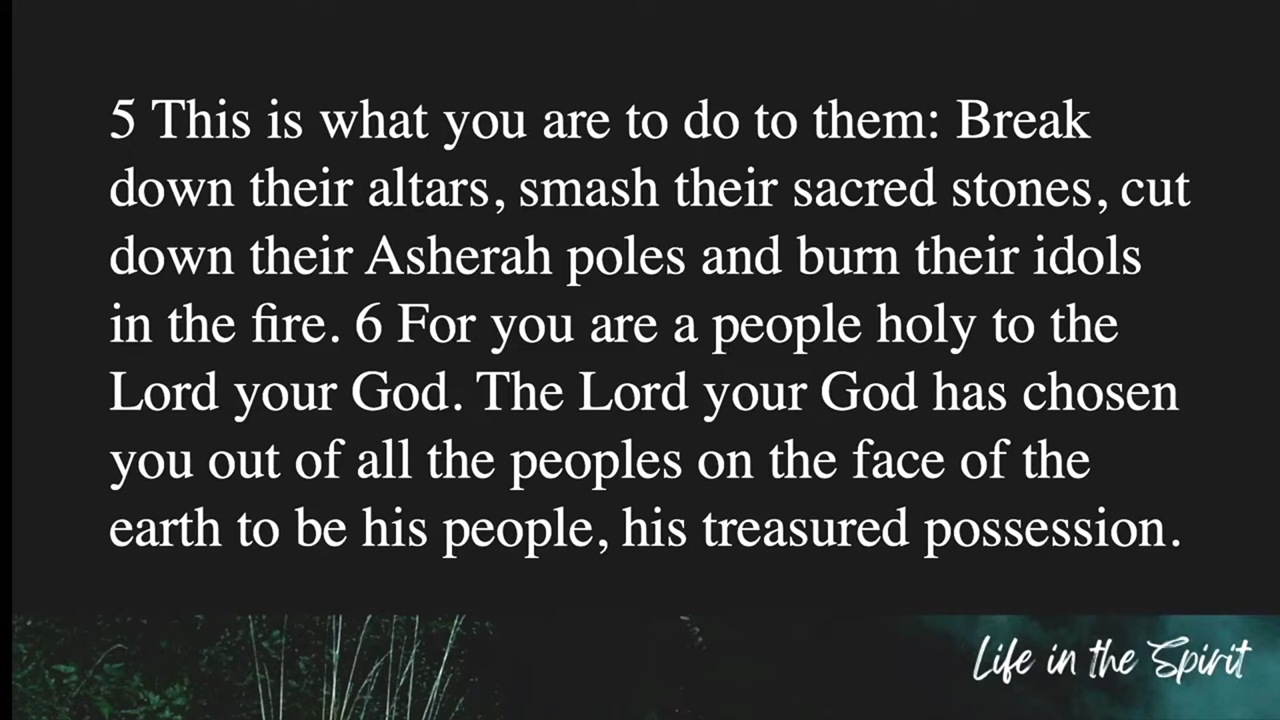 5 This is what you are to do to them: Break
down their altars, smash their sacred stones, cut
down their Asherah poles and burn their idols
in the fire. 6 For you are a people holy to the
Lord your God. The Lord your God has chosen
you out of all the peoples on the face of the
earth to be his people, his treasured possession.
Life in the Spirit